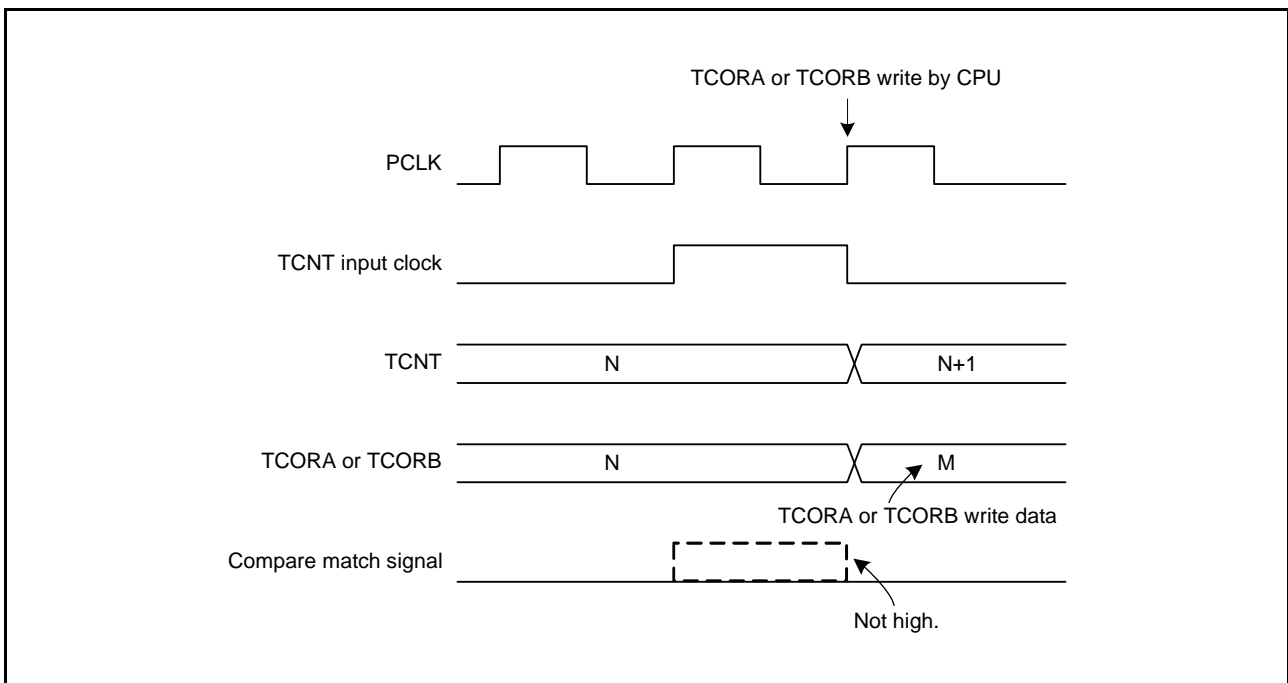 TCORA or TCORB write by CPU
PCLK
TCNT input clock
TCNT
N
N+1
TCORA or TCORB
N
M
TCORA or TCORB write data
Compare match signal
Not high.